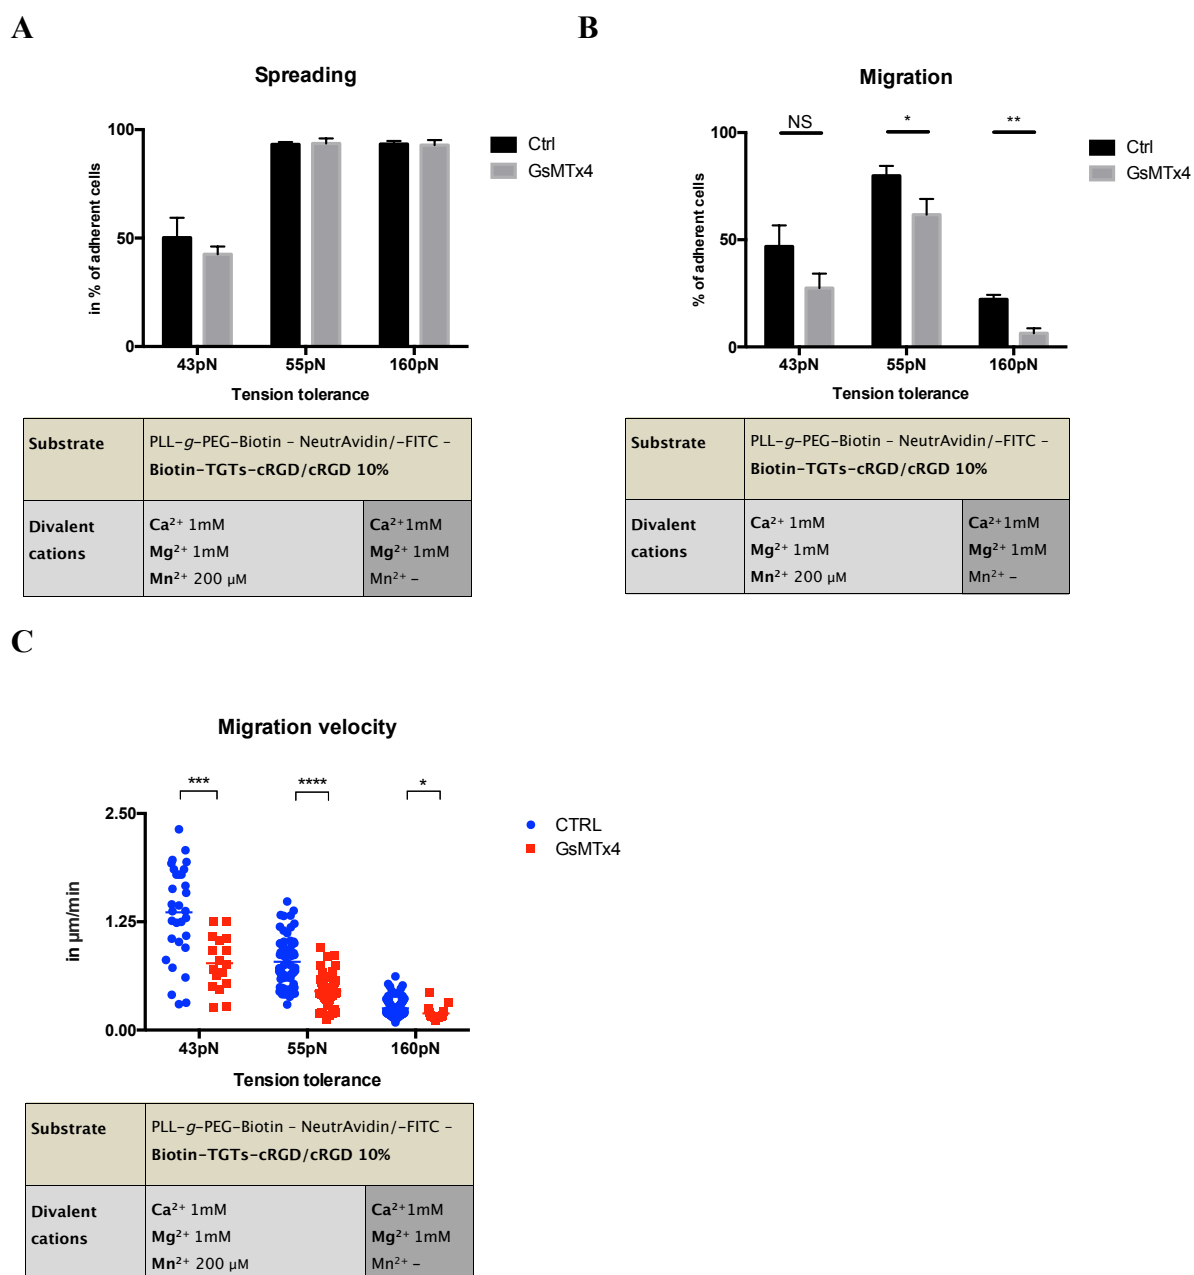 A
Spreading
100
50
0
in % of adherent cells
43pN 55pN 160pN
Tension tolerance
Ctrl
GsMTx4
Substrate
PLL-g-PEG-Biotin – NeutrAvidin/-FITC –
Biotin-TGTs-cRGD/cRGD 10%
Divalent
cations
Ca²⁺ 1mM
Mg²⁺ 1mM
Mn²⁺ 200 µM
Ca²⁺1mM
Mg²⁺ 1mM
Mn²⁺ –
B
Migration
NS * **
100
50
0
% of adherent cells
43pN 55pN 160pN
Tension tolerance
Ctrl
GsMTx4
Substrate
PLL-g-PEG-Biotin – NeutrAvidin/-FITC –
Biotin-TGTs-cRGD/cRGD 10%
Divalent
cations
Ca²⁺ 1mM
Mg²⁺ 1mM
Mn²⁺ 200 µM
Ca²⁺1mM
Mg²⁺ 1mM
Mn²⁺ –
C
Migration velocity
*** **** *
2.50
1.25
0.00
in µm/min
43pN 55pN 160pN
Tension tolerance
CTRL
GsMTx4
Substrate
PLL-g-PEG-Biotin – NeutrAvidin/-FITC –
Biotin-TGTs-cRGD/cRGD 10%
Divalent
cations
Ca²⁺ 1mM
Mg²⁺ 1mM
Mn²⁺ 200 µM
Ca²⁺1mM
Mg²⁺ 1mM
Mn²⁺ –